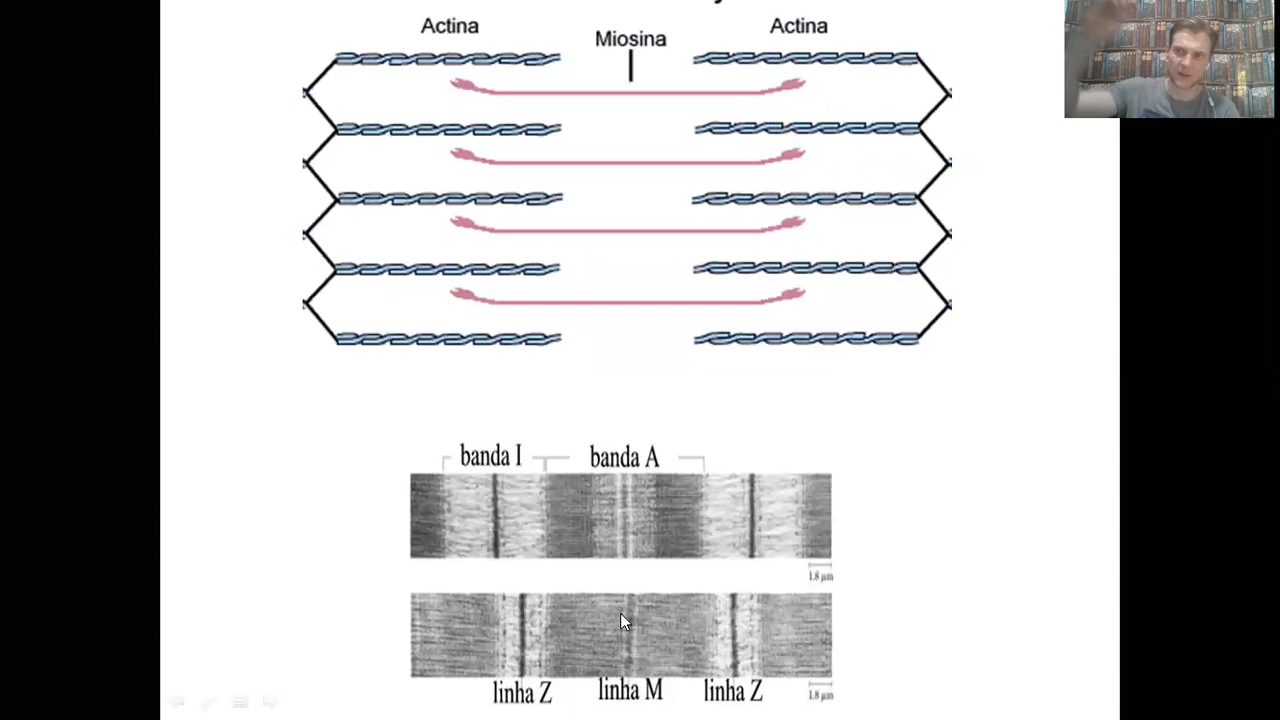 Actina
Miosina
Actina
banda I
banda A
1.8 µm
linha Z
linha M
linha Z
1.8 µm